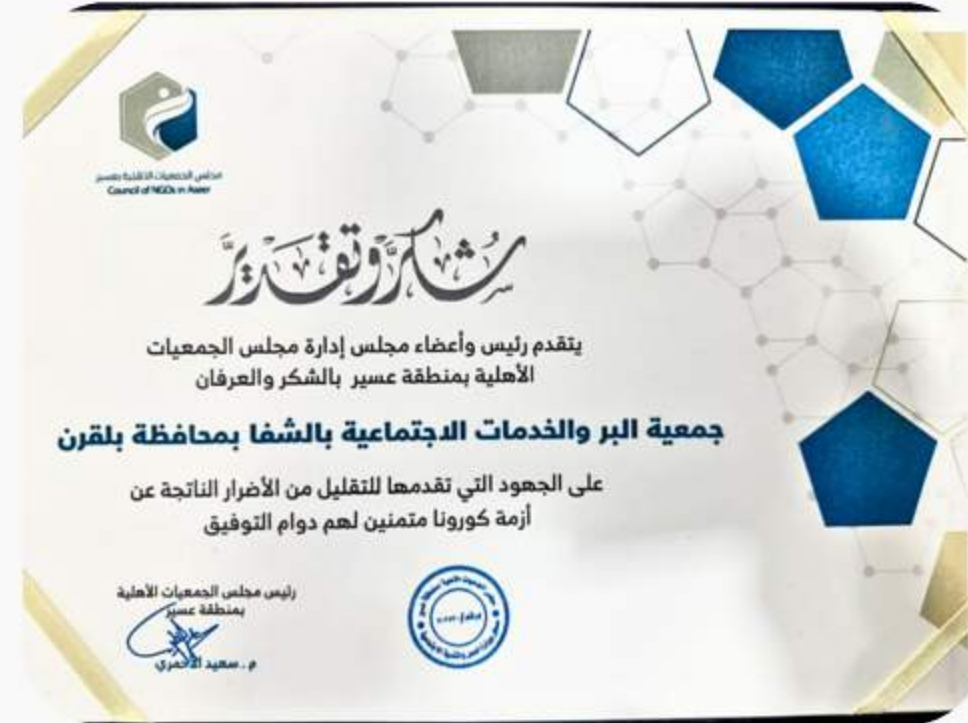 مجلس الجمعيات الأهلية بعسير
Council of NGOs in Aseer
شكر وتقدير
يتقدم رئيس وأعضاء مجلس إدارة مجلس الجمعيات
الأهلية بمنطقة عسير بالشكر والعرفان
جمعية البر والخدمات الاجتماعية بالشفا بمحافظة بلقرن
على الجهود التي تقدمها للتقليل من الأضرار الناتجة عن
أزمة كورونا متمنين لهم دوام التوفيق
رئيس مجلس الجمعيات الأهلية
بمنطقة عسير
م . سعيد الأحمري